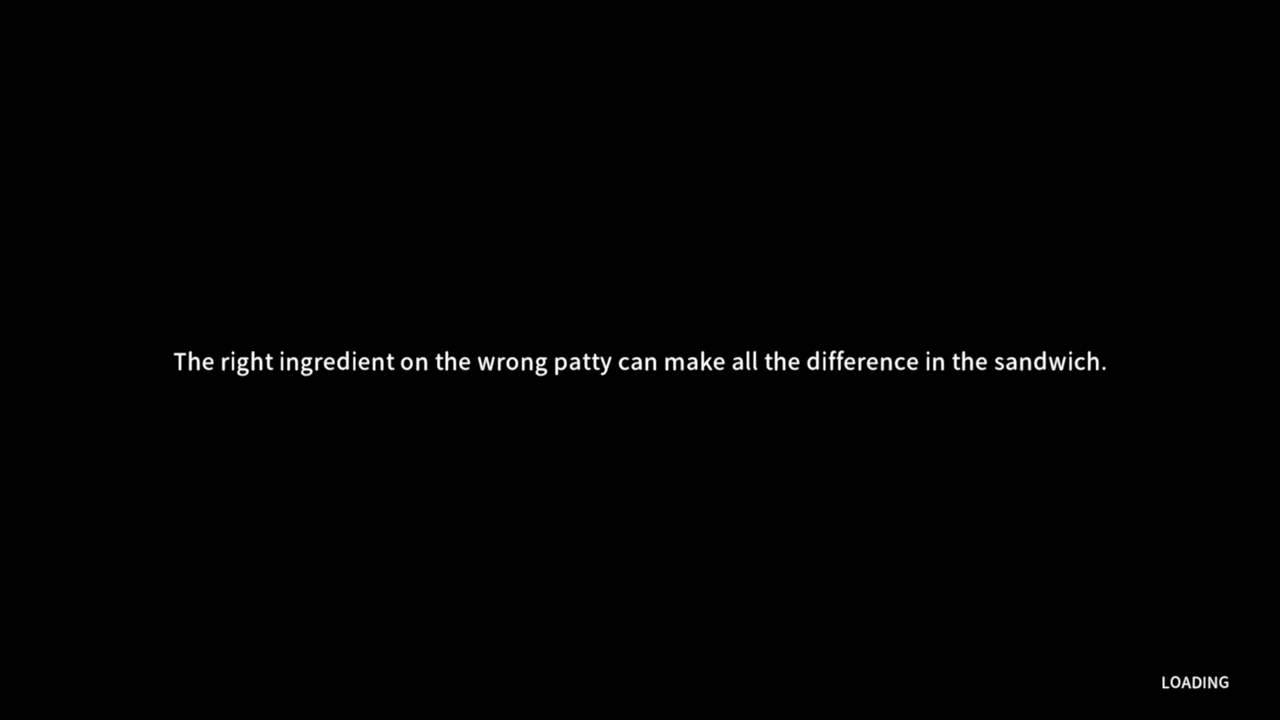 The right ingredient on the wrong patty can make all the difference in the sandwich.
LOADING